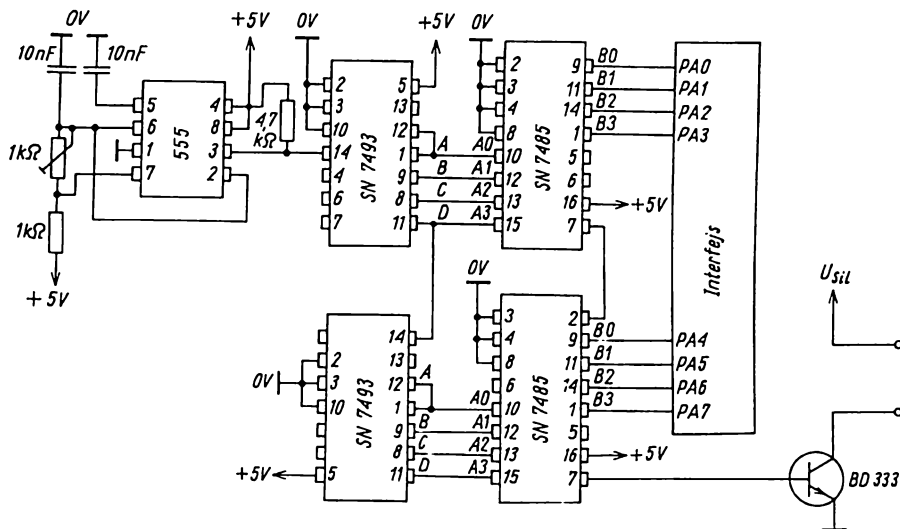 0V
10nF
10nF
+5V
5
6
1
7
555
4
8
3
2
4,7
kΩ
1kΩ
1kΩ
+5V
0V
2
3
10
14
4
6
7
SN 7493
+5V
5
13
12
1
9
8
11
A
B
C
D
A0
A1
A2
A3
0V
2
3
4
8
10
12
13
15
SN 7485
9
11
14
1
5
6
16
7
+5V
B0
B1
B2
B3
PA0
PA1
PA2
PA3
Interfejs
PA4
PA5
PA6
PA7
0V
2
3
10
+5V
5
SN 7493
14
13
12
1
9
8
11
A
B
C
D
A0
A1
A2
A3
0V
3
4
8
6
10
12
13
15
SN 7485
2
9
11
14
1
5
16
7
B0
B1
B2
B3
+5V
Usil
BD 333